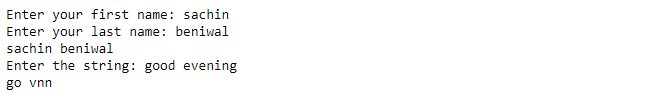 Enter your first name: sachin
Enter your last name: beniwal
sachin beniwal
Enter the string: good evening
go vnn